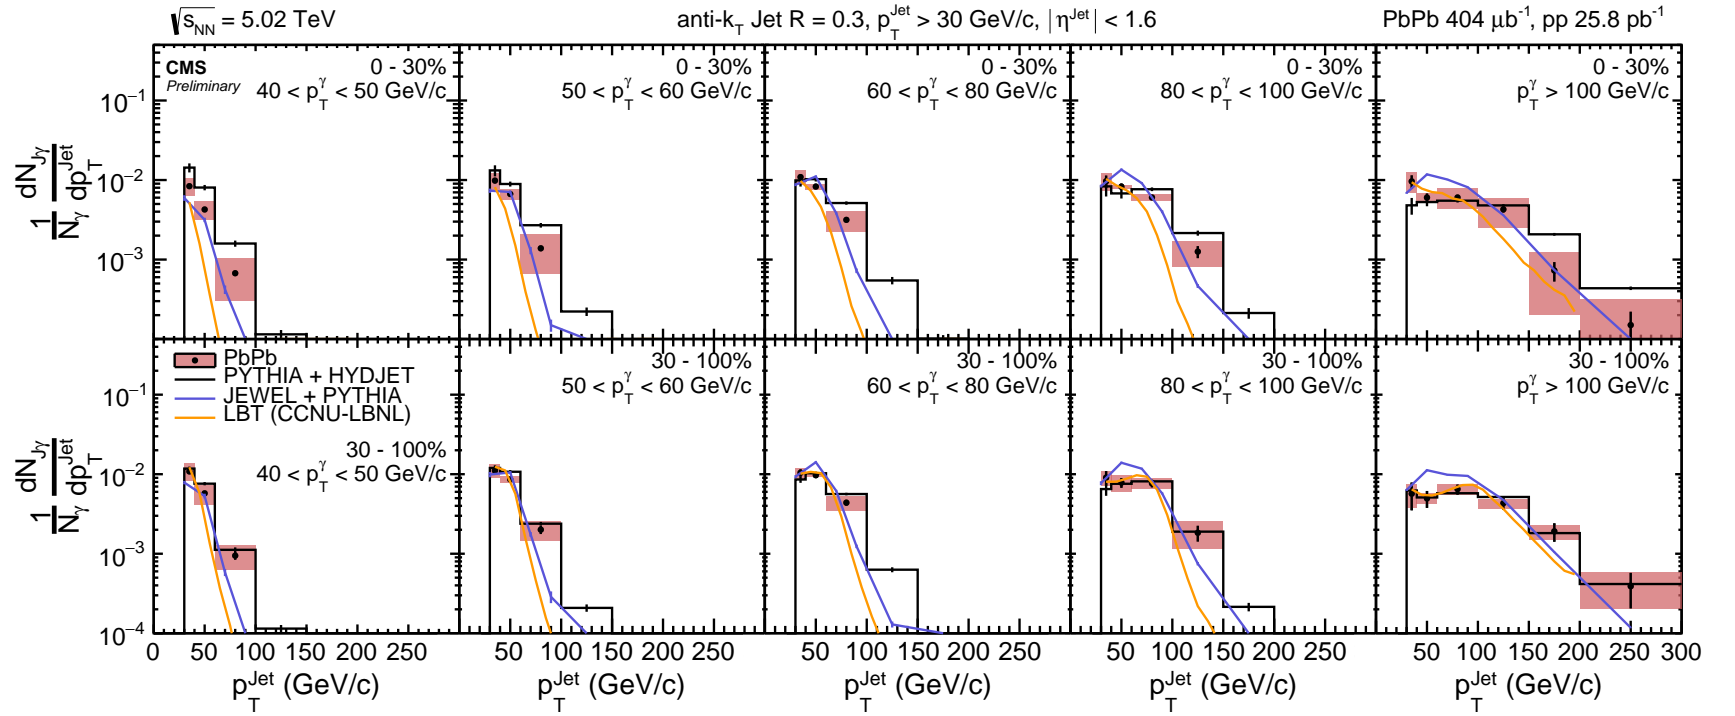 √s_NN = 5.02 TeV
anti-k_T Jet R = 0.3, p_T^Jet > 30 GeV/c, |η^Jet| < 1.6
PbPb 404 μb⁻¹, pp 25.8 pb⁻¹
CMS
Preliminary
0 - 30%
40 < p_T^γ < 50 GeV/c
0 - 30%
50 < p_T^γ < 60 GeV/c
0 - 30%
60 < p_T^γ < 80 GeV/c
0 - 30%
80 < p_T^γ < 100 GeV/c
0 - 30%
p_T^γ > 100 GeV/c
10⁻¹
10⁻²
10⁻³
1/N_γ dN_Jγ/dp_T^Jet
PbPb
PYTHIA + HYDJET
JEWEL + PYTHIA
LBT (CCNU-LBNL)
30 - 100%
40 < p_T^γ < 50 GeV/c
30 - 100%
50 < p_T^γ < 60 GeV/c
30 - 100%
60 < p_T^γ < 80 GeV/c
30 - 100%
80 < p_T^γ < 100 GeV/c
30 - 100%
p_T^γ > 100 GeV/c
10⁻¹
10⁻²
10⁻³
10⁻⁴
1/N_γ dN_Jγ/dp_T^Jet
0 50 100 150 200 250
50 100 150 200 250
50 100 150 200 250
50 100 150 200 250
50 100 150 200 250 300
p_T^Jet (GeV/c)
p_T^Jet (GeV/c)
p_T^Jet (GeV/c)
p_T^Jet (GeV/c)
p_T^Jet (GeV/c)